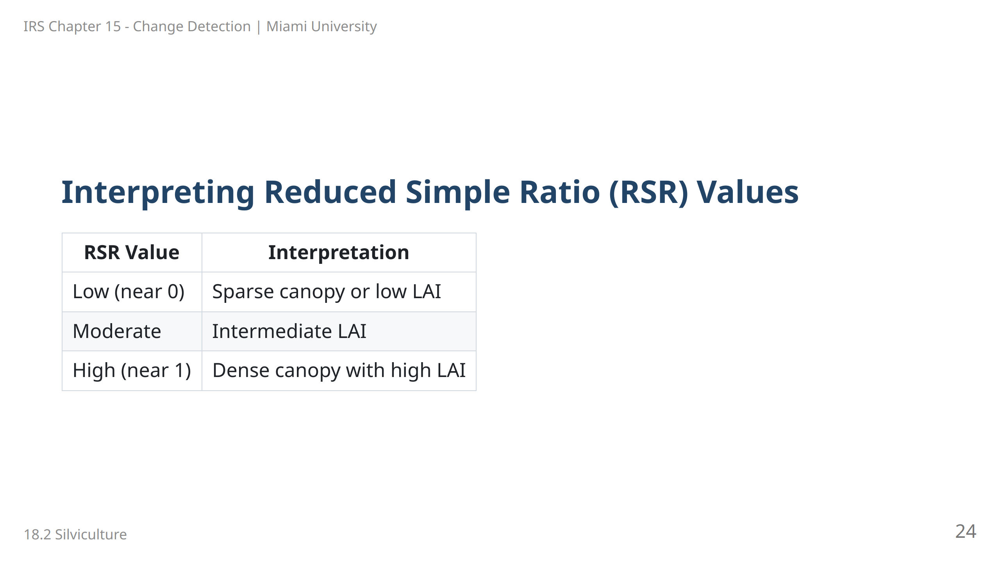 IRS Chapter 15 - Change Detection | Miami University
Interpreting Reduced Simple Ratio (RSR) Values
RSR Value Interpretation
Low (near 0) Sparse canopy or low LAI
Moderate Intermediate LAI
High (near 1) Dense canopy with high LAI
18.2 Silviculture
24